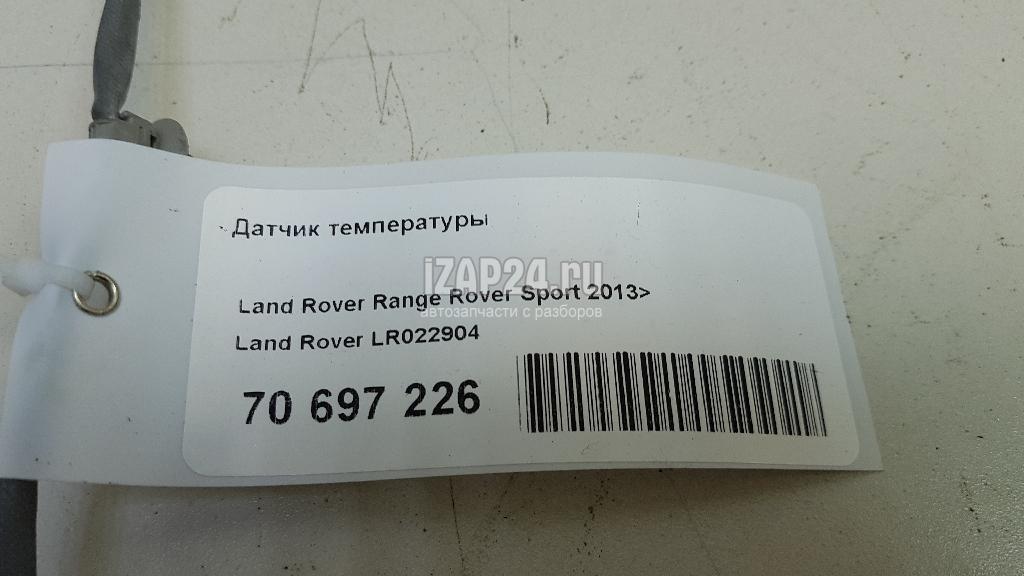 Датчик температуры
iZAP24.ru
Land Rover Range Rover Sport 2013>
автозапчасти с разборов
Land Rover LR022904
70 697 226